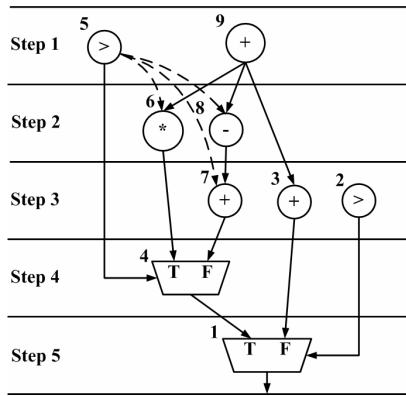 5 9
Step 1 > +
6 8
Step 2 * -
7 3 2
Step 3 + + >
4 T F
Step 4
1 T F
Step 5